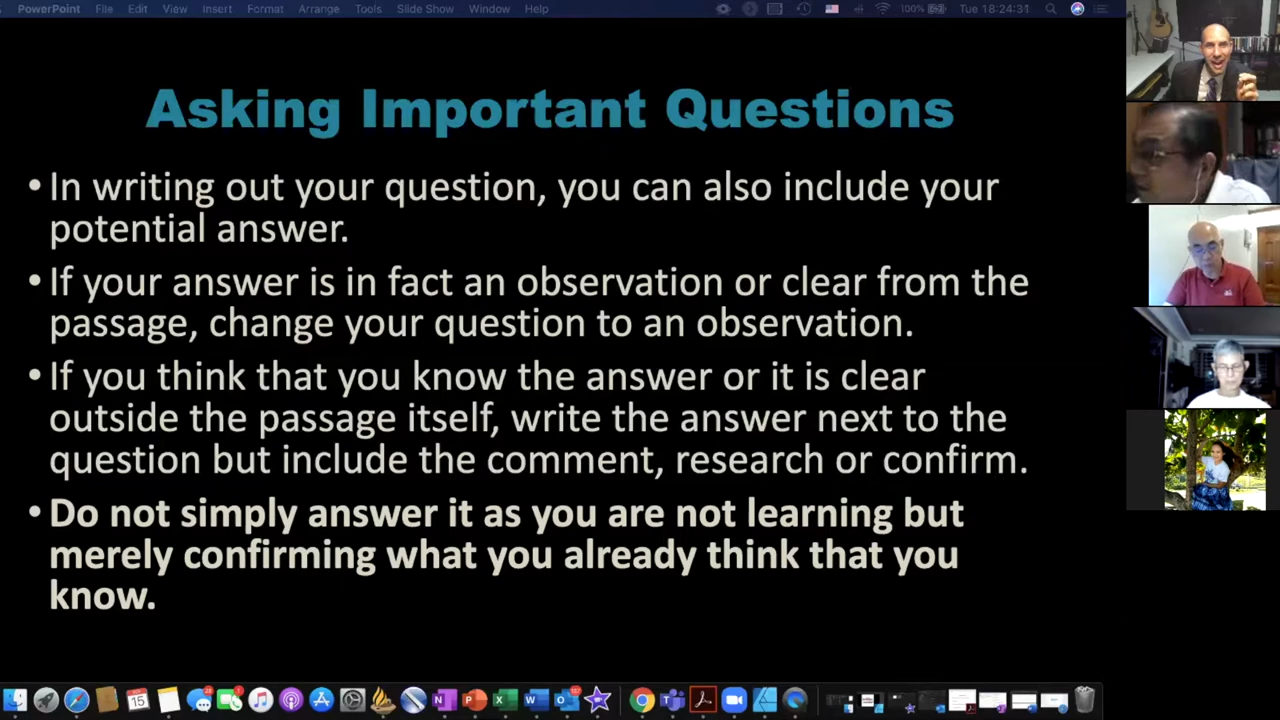 PowerPoint File Edit View Insert Format Arrange Tools Slide Show Window Help 100% Tue 18:24:31
Asking Important Questions
• In writing out your question, you can also include your
potential answer.
• If your answer is in fact an observation or clear from the
passage, change your question to an observation.
• If you think that you know the answer or it is clear
outside the passage itself, write the answer next to the
question but include the comment, research or confirm.
• Do not simply answer it as you are not learning but
merely confirming what you already think that you
know.
15